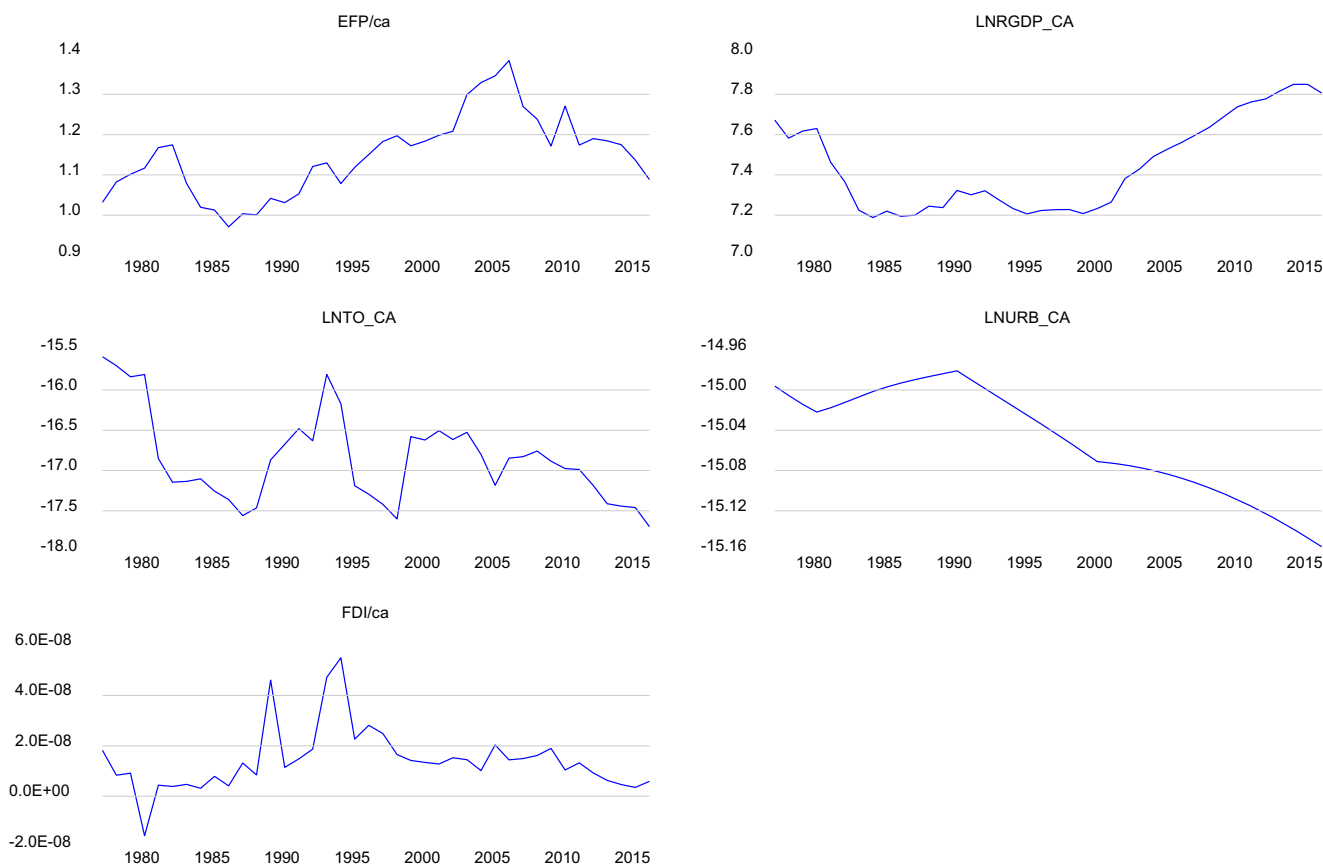 EFP/ca
1.4
1.3
1.2
1.1
1.0
0.9
1980 1985 1990 1995 2000 2005 2010 2015
LNRGDP_CA
8.0
7.8
7.6
7.4
7.2
7.0
1980 1985 1990 1995 2000 2005 2010 2015
LNTO_CA
-15.5
-16.0
-16.5
-17.0
-17.5
-18.0
1980 1985 1990 1995 2000 2005 2010 2015
LNURB_CA
-14.96
-15.00
-15.04
-15.08
-15.12
-15.16
1980 1985 1990 1995 2000 2005 2010 2015
FDI/ca
6.0E-08
4.0E-08
2.0E-08
0.0E+00
-2.0E-08
1980 1985 1990 1995 2000 2005 2010 2015